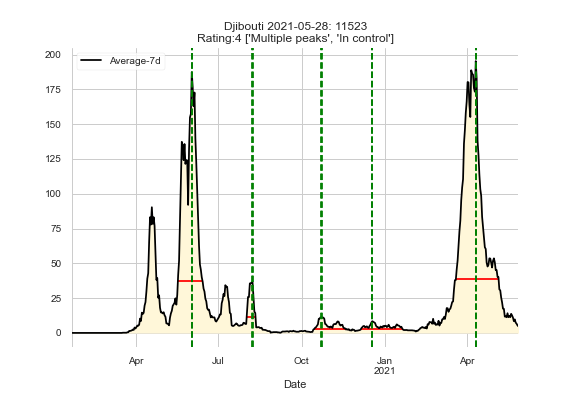 Djibouti 2021-05-28: 11523
Rating:4 ['Multiple peaks', 'In control']
Average-7d
200
175
150
125
100
75
50
25
0
Apr
Jul
Oct
Jan
2021
Apr
Date